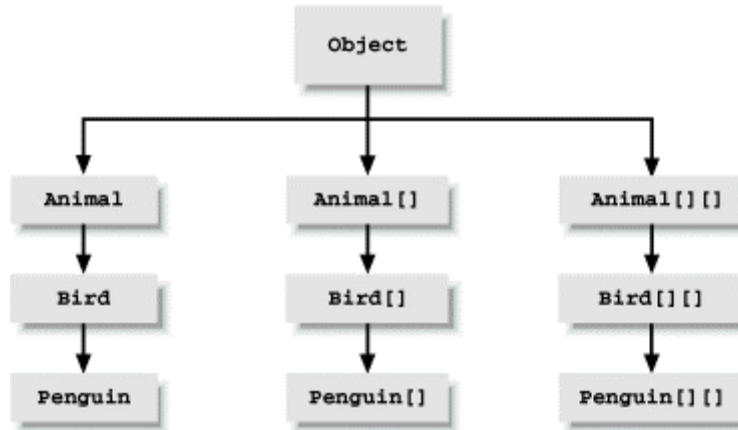 Object
Animal
Animal[]
Animal[][]
Bird
Bird[]
Bird[][]
Penguin
Penguin[]
Penguin[][]